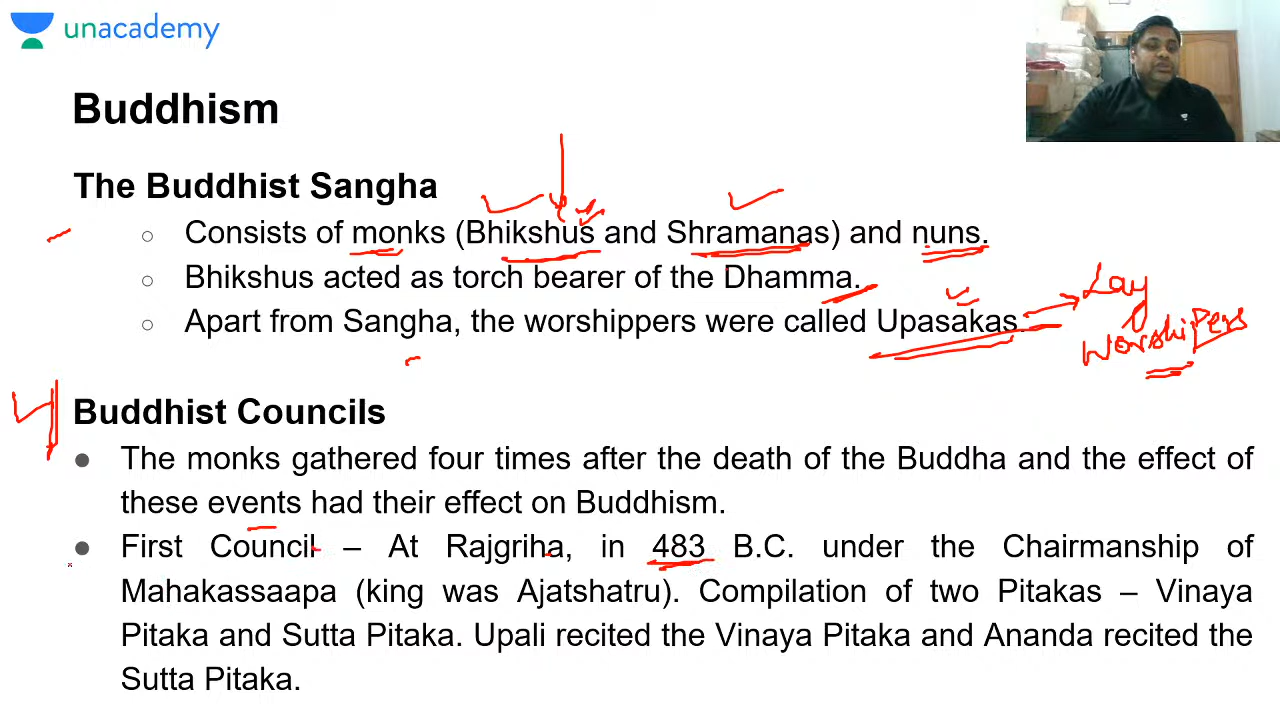 unacademy
Buddhism
The Buddhist Sangha
○ Consists of monks (Bhikshus and Shramanas) and nuns.
○ Bhikshus acted as torch bearer of the Dhamma.
○ Apart from Sangha, the worshippers were called Upasakas.
Lay
Worshipers
4
Buddhist Councils
● The monks gathered four times after the death of the Buddha and the effect of
these events had their effect on Buddhism.
● First Council – At Rajgriha, in 483 B.C. under the Chairmanship of
Mahakassaapa (king was Ajatshatru). Compilation of two Pitakas – Vinaya
Pitaka and Sutta Pitaka. Upali recited the Vinaya Pitaka and Ananda recited the
Sutta Pitaka.